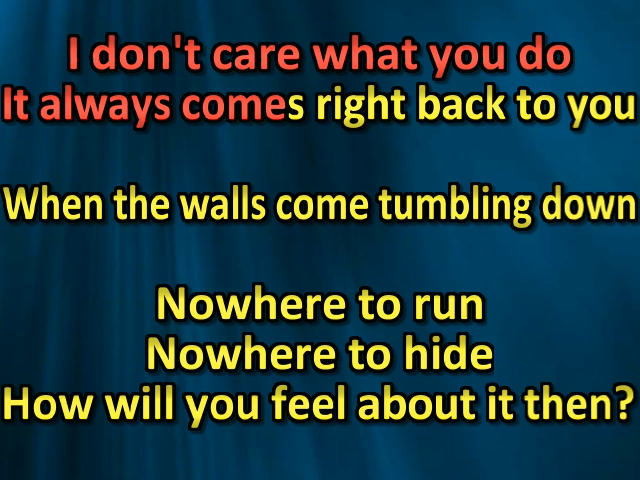 I don't care what you do
It always comes right back to you
When the walls come tumbling down
Nowhere to run
Nowhere to hide
How will you feel about it then?